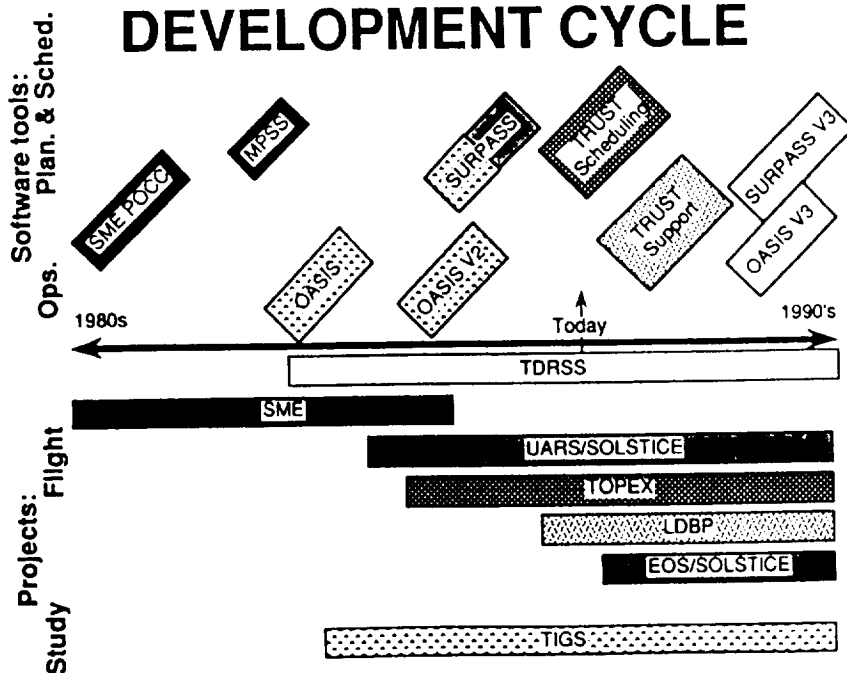 DEVELOPMENT CYCLE
Software tools:
Plan. & Sched.
Ops.
SME POCC
MPSS
SURPASS
TRUST
Scheduling
SURPASS V3
OASIS
OASIS V2
TRUST
Support
OASIS V3
1980s
Today
1990's
TDRSS
Projects:
Flight
SME
UARS/SOLSTICE
TOPEX
LDBP
EOS/SOLSTICE
Study
TIGS